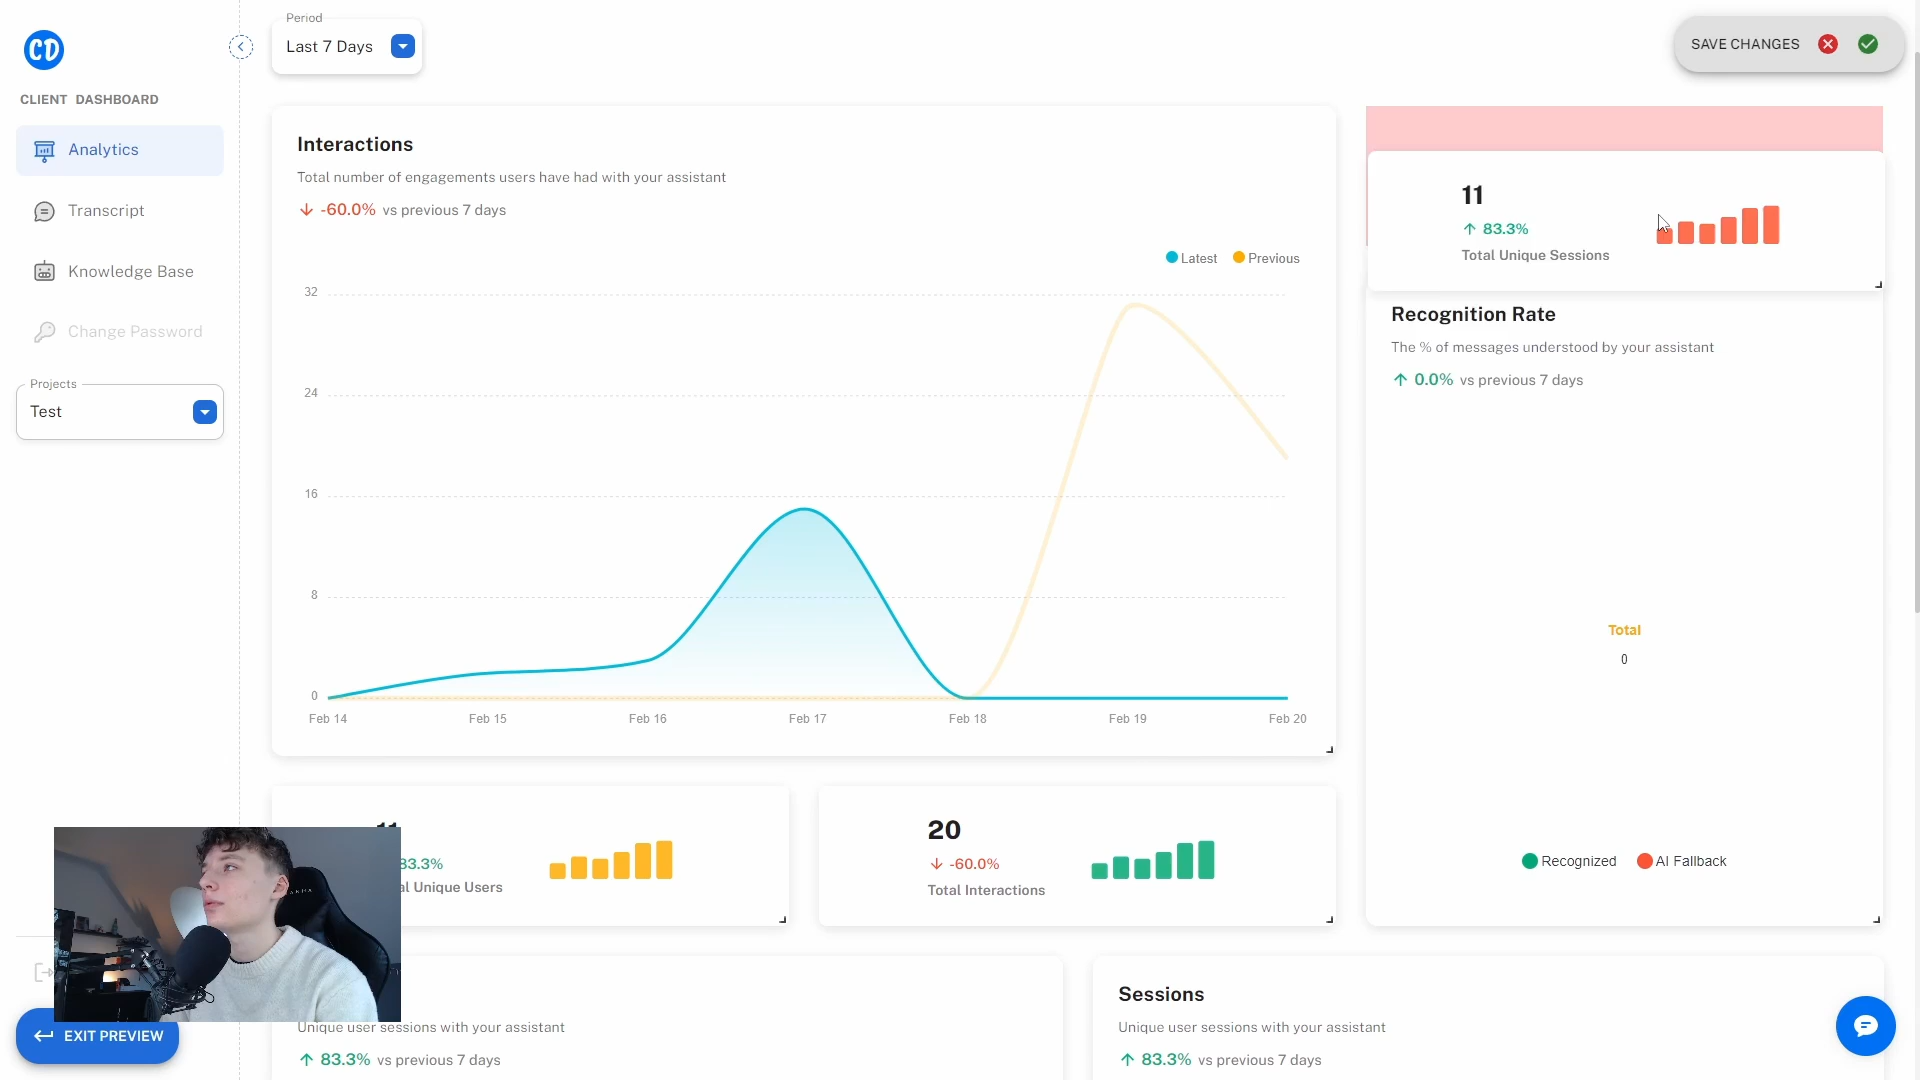 CD
CLIENT DASHBOARD
Analytics
Transcript
Knowledge Base
Change Password
Projects
Test
EXIT PREVIEW
Period
Last 7 Days
SAVE CHANGES
Interactions
Total number of engagements users have had with your assistant
-60.0% vs previous 7 days
Latest Previous
32
24
16
8
0
Feb 14 Feb 15 Feb 16 Feb 17 Feb 18 Feb 19 Feb 20
11
83.3%
Total Unique Sessions
Recognition Rate
The % of messages understood by your assistant
0.0% vs previous 7 days
Total
0
Recognized AI Fallback
83.3%
Unique Users
20
-60.0%
Total Interactions
Unique user sessions with your assistant
83.3% vs previous 7 days
Sessions
Unique user sessions with your assistant
83.3% vs previous 7 days